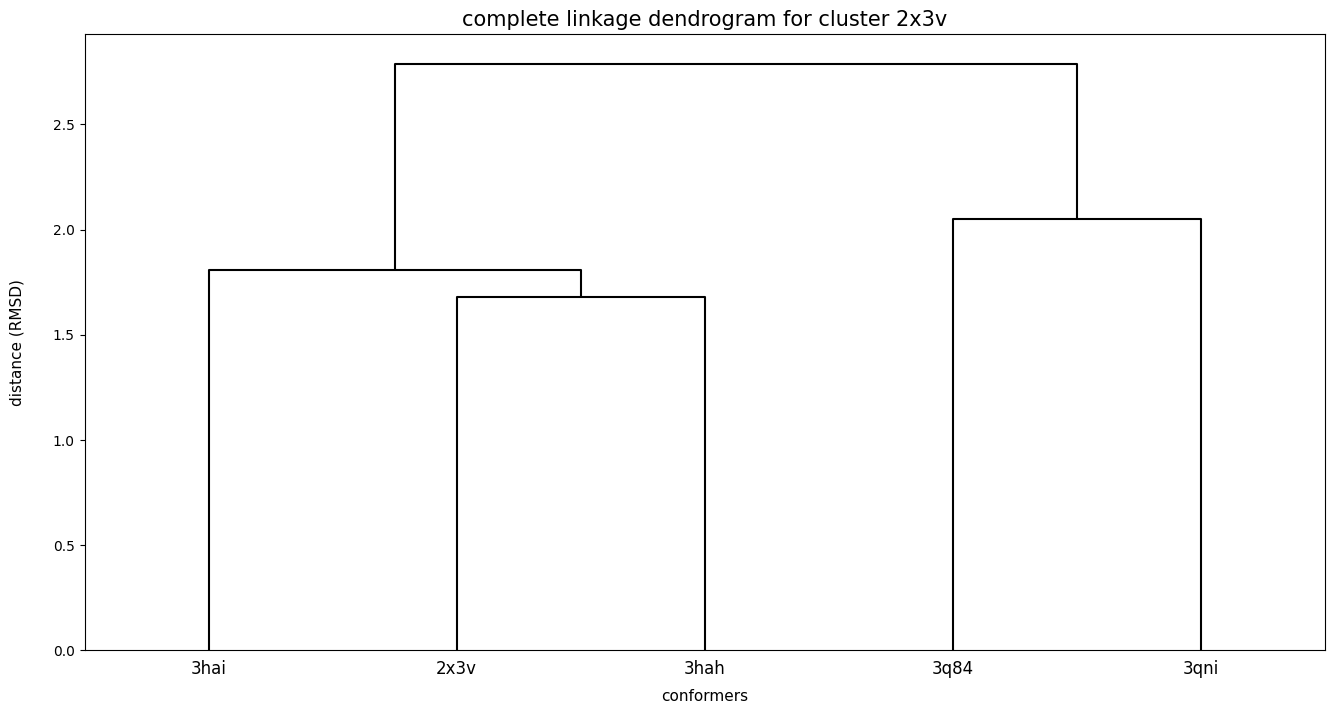 complete linkage dendrogram for cluster 2x3v
distance (RMSD)
2.5
2.0
1.5
1.0
0.5
0.0
3hai 2x3v 3hah 3q84 3qni
conformers